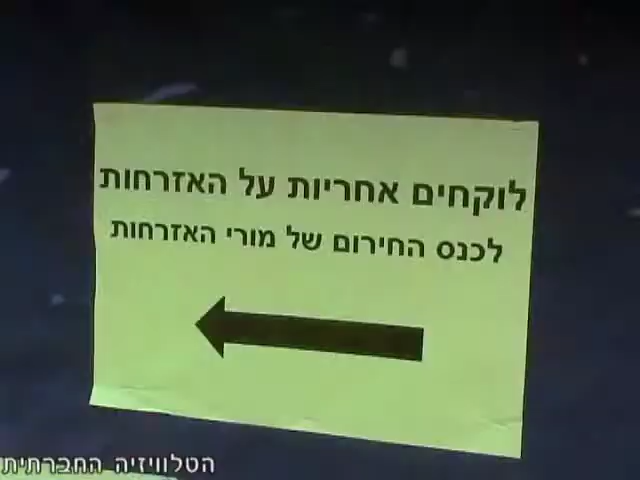 לוקחים אחריות על האזרחות
לכנס החירום של מורי האזרחות
הטלוויזיה החברתית